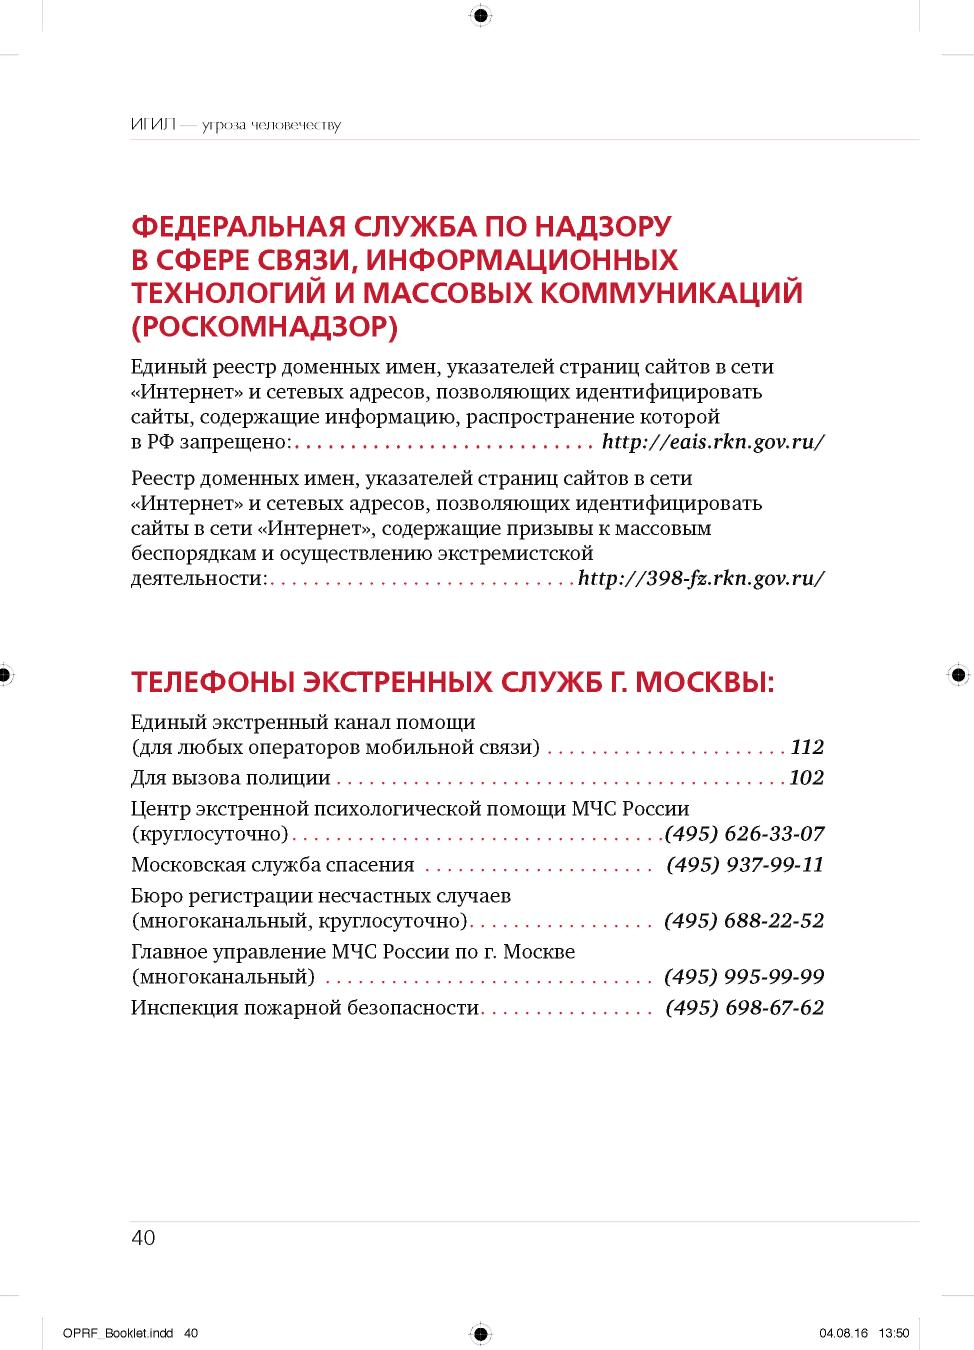 ИГИЛ — угроза человечеству
ФЕДЕРАЛЬНАЯ СЛУЖБА ПО НАДЗОРУ
В СФЕРЕ СВЯЗИ, ИНФОРМАЦИОННЫХ
ТЕХНОЛОГИЙ И МАССОВЫХ КОММУНИКАЦИЙ
(РОСКОМНАДЗОР)
Единый реестр доменных имен, указателей страниц сайтов в сети
«Интернет» и сетевых адресов, позволяющих идентифицировать
сайты, содержащие информацию, распространение которой
в РФ запрещено: . . . . . . . . . . . . . . . . . . . . . . . . . . . http://eais.rkn.gov.ru/
Реестр доменных имен, указателей страниц сайтов в сети
«Интернет» и сетевых адресов, позволяющих идентифицировать
сайты в сети «Интернет», содержащие призывы к массовым
беспорядкам и осуществлению экстремистской
деятельности: . . . . . . . . . . . . . . . . . . . . . . . . . . . . http://398-fz.rkn.gov.ru/
ТЕЛЕФОНЫ ЭКСТРЕННЫХ СЛУЖБ Г. МОСКВЫ:
Единый экстренный канал помощи
(для любых операторов мобильной связи) . . . . . . . . . . . . . . . . . . . . . . 112
Для вызова полиции . . . . . . . . . . . . . . . . . . . . . . . . . . . . . . . . . . . . . . . . . 102
Центр экстренной психологической помощи МЧС России
(круглосуточно) . . . . . . . . . . . . . . . . . . . . . . . . . . . . . . . . . . (495) 626-33-07
Московская служба спасения . . . . . . . . . . . . . . . . . . . . . (495) 937-99-11
Бюро регистрации несчастных случаев
(многоканальный, круглосуточно). . . . . . . . . . . . . . . . . (495) 688-22-52
Главное управление МЧС России по г. Москве
(многоканальный) . . . . . . . . . . . . . . . . . . . . . . . . . . . . . . (495) 995-99-99
Инспекция пожарной безопасности. . . . . . . . . . . . . . . . (495) 698-67-62
40
OPRF_Booklet.indd 40 04.08.16 13:50